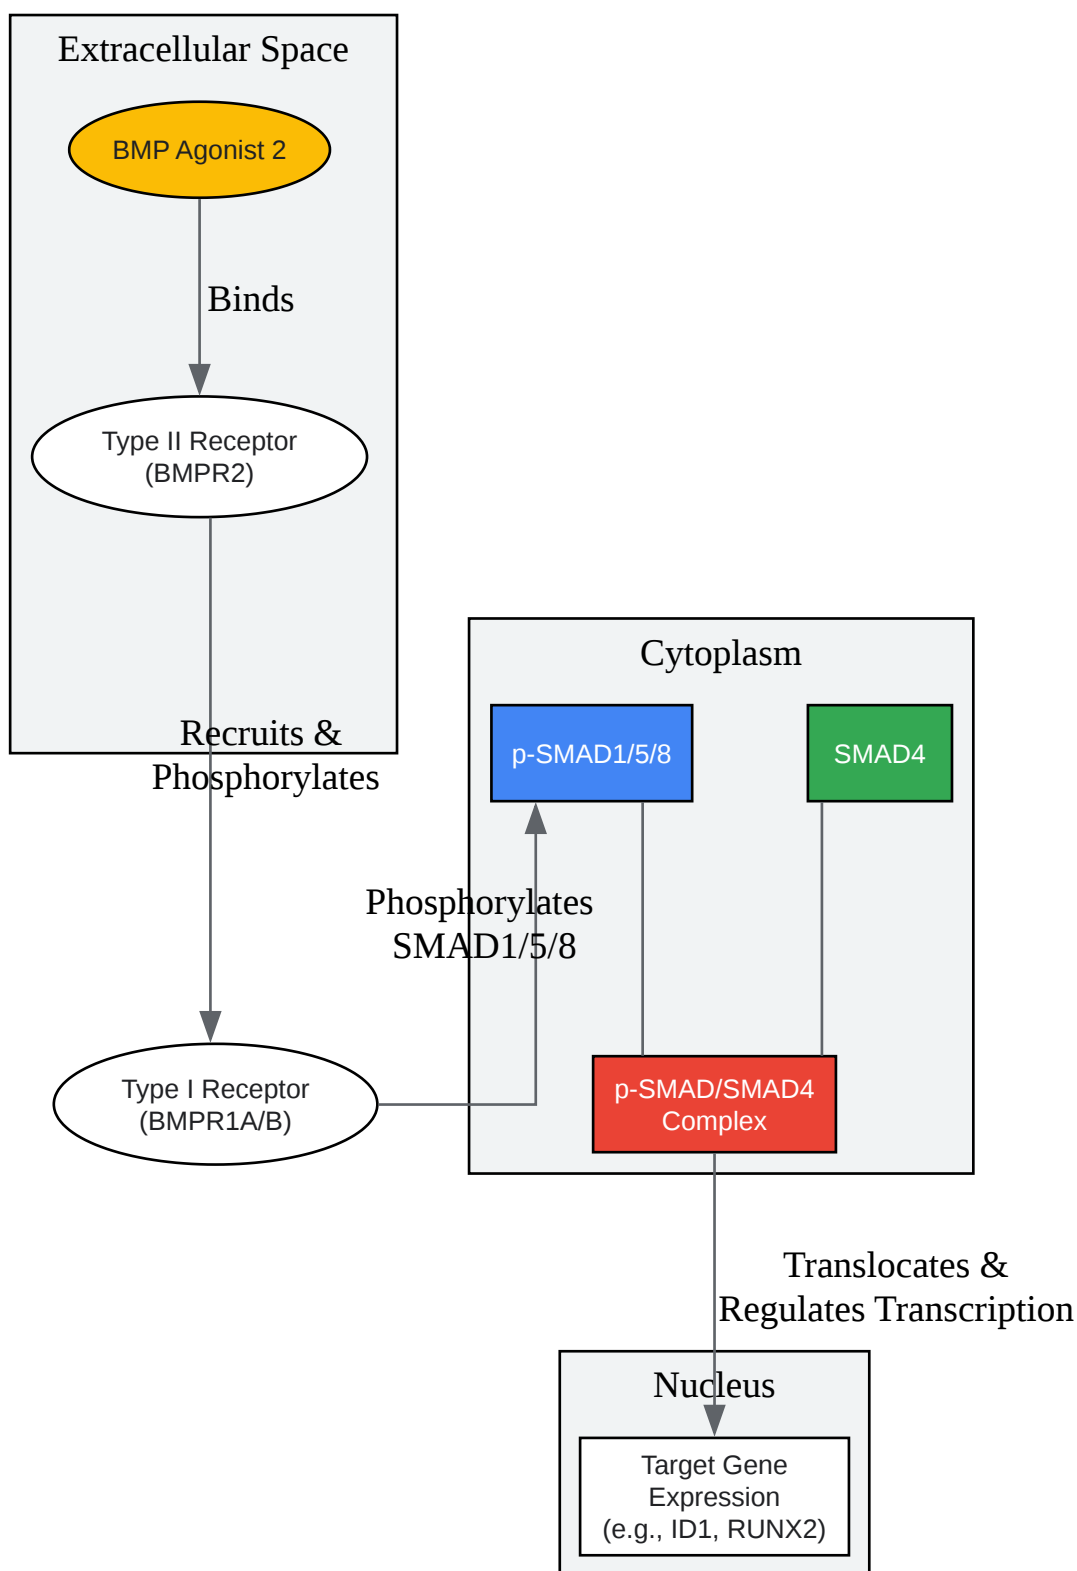 Extracellular Space
BMP Agonist 2
Binds
Type II Receptor
(BMPR2)
Recruits &
Phosphorylates
Cytoplasm
p-SMAD1/5/8
SMAD4
Phosphorylates
SMAD1/5/8
Type I Receptor
(BMPR1A/B)
p-SMAD/SMAD4
Complex
Translocates &
Regulates Transcription
Nucleus
Target Gene
Expression
(e.g., ID1, RUNX2)